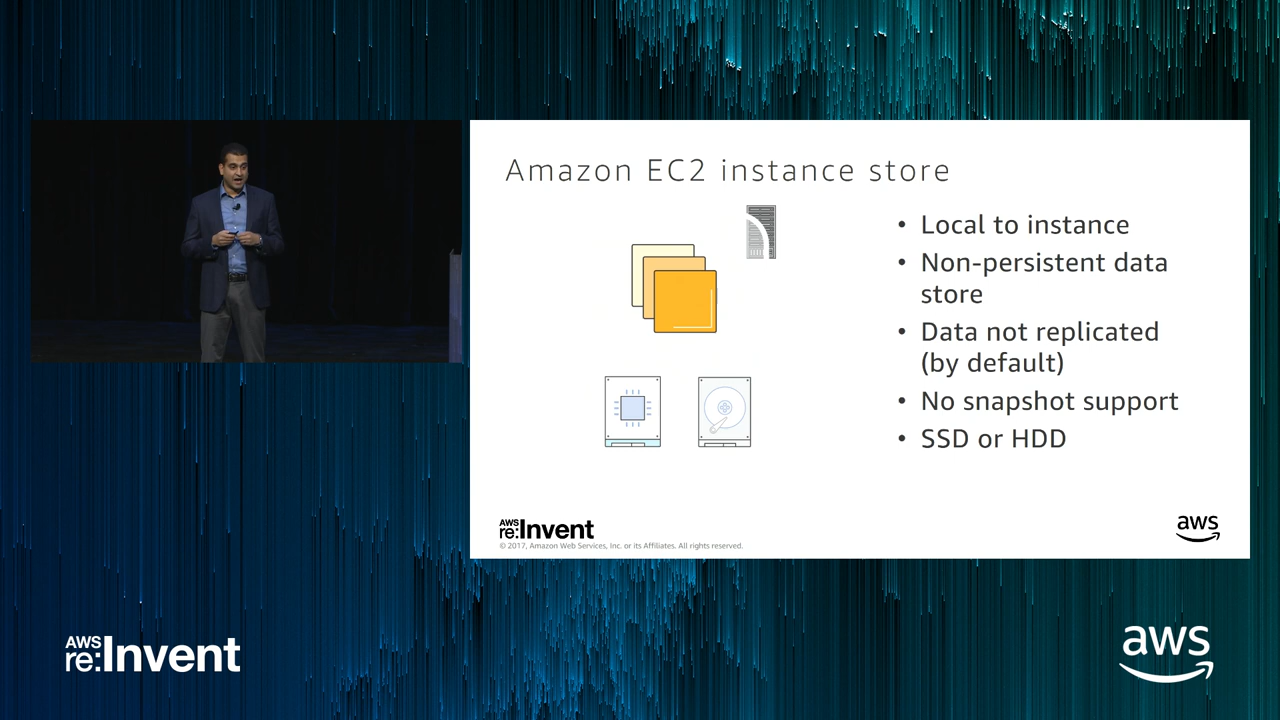 Amazon EC2 instance store
• Local to instance
• Non-persistent data
store
• Data not replicated
(by default)
• No snapshot support
• SSD or HDD
AWS
re:Invent
© 2017, Amazon Web Services, Inc. or its Affiliates. All rights reserved.
aws
AWS
re:Invent
aws